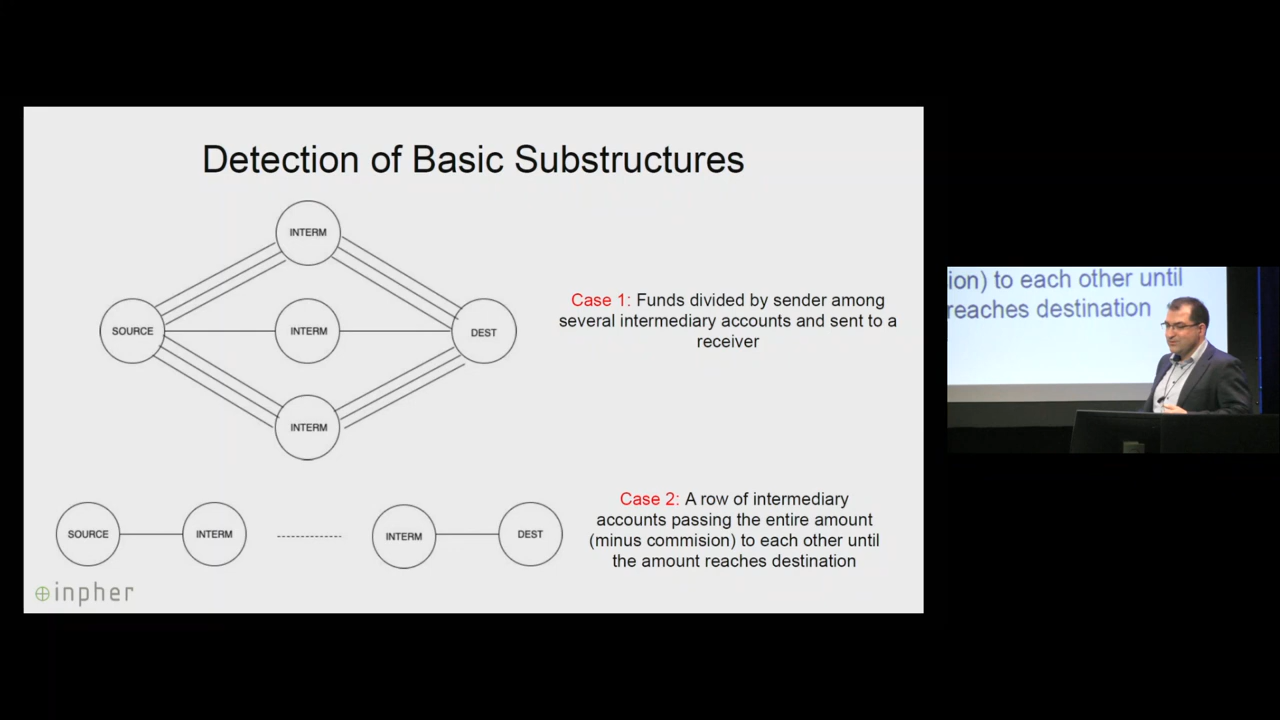 Detection of Basic Substructures
INTERM
SOURCE
INTERM
DEST
INTERM
Case 1: Funds divided by sender among
several intermediary accounts and sent to a
receiver
SOURCE
INTERM
INTERM
DEST
Case 2: A row of intermediary
accounts passing the entire amount
(minus commision) to each other until
the amount reaches destination
inpher
ion) to each other until
reaches destination